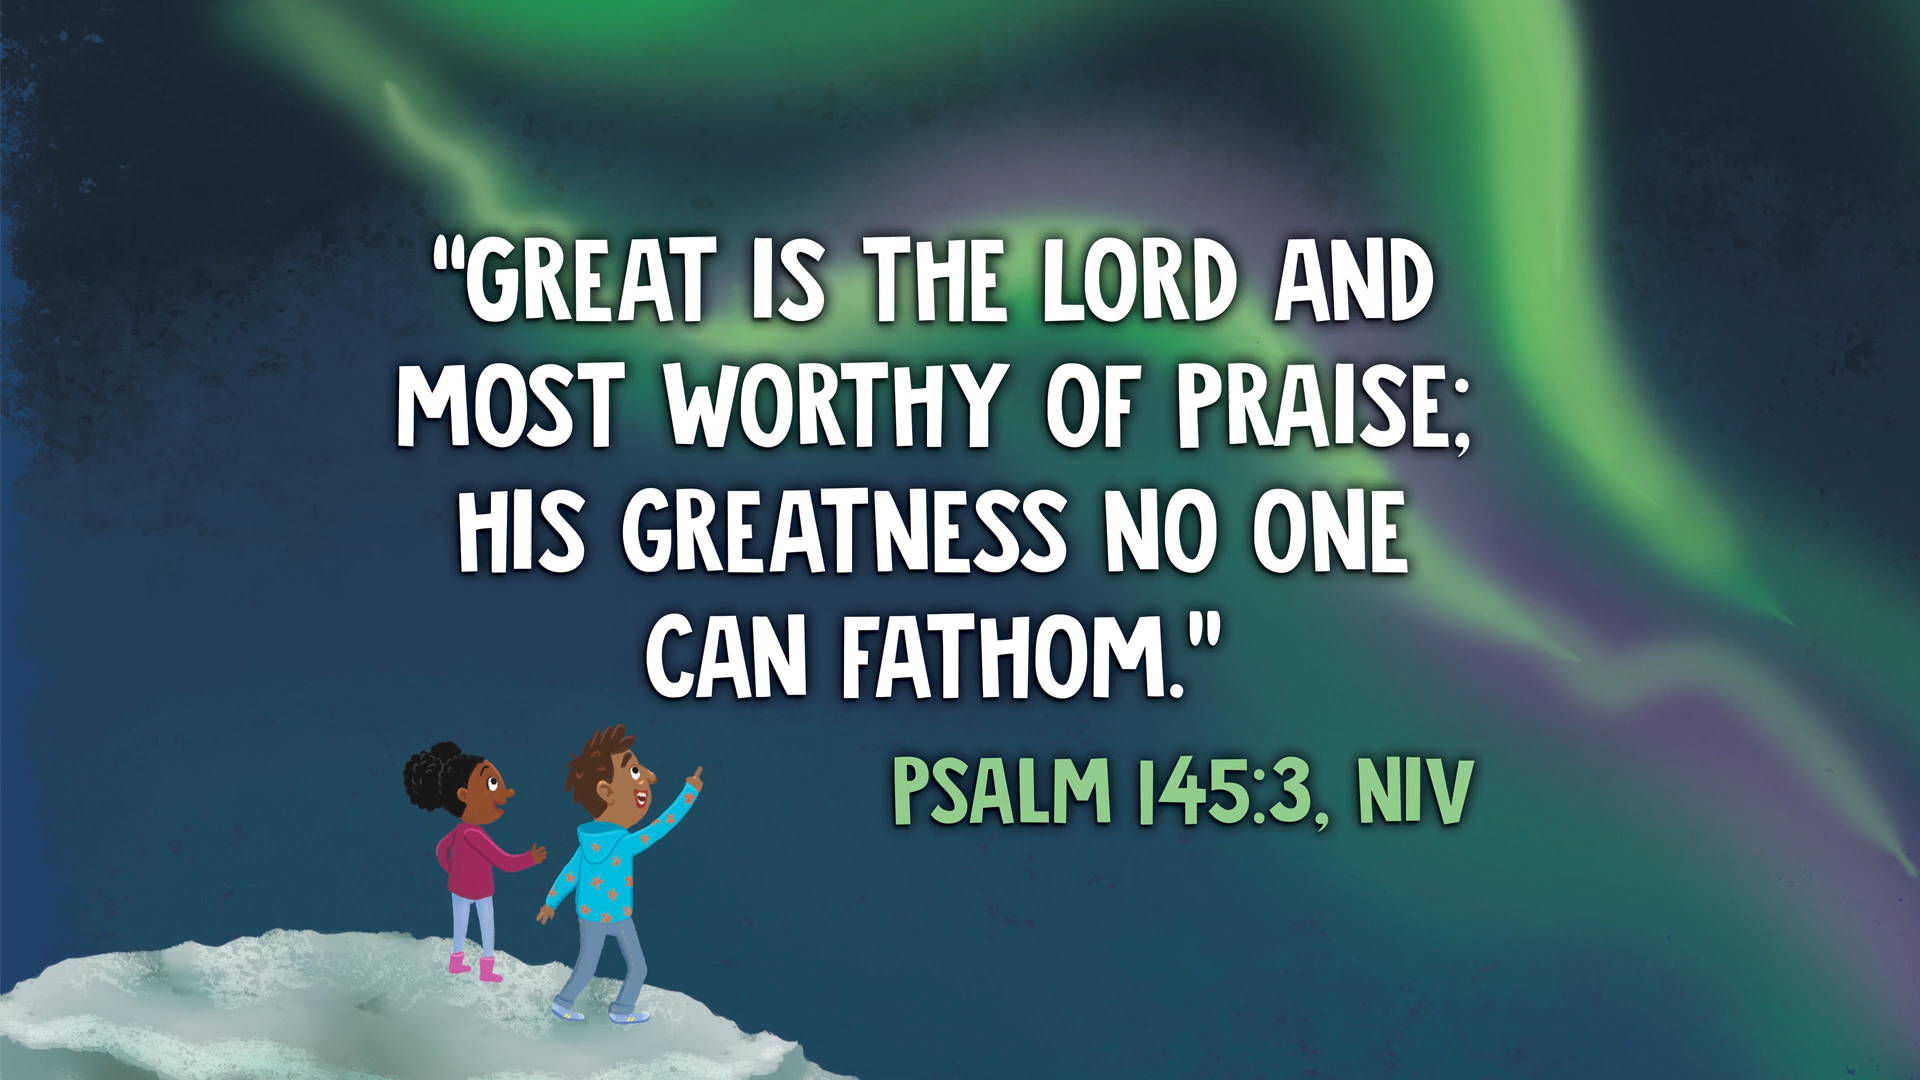 "GREAT IS THE LORD AND
MOST WORTHY OF PRAISE;
HIS GREATNESS NO ONE
CAN FATHOM."
PSALM 145:3, NIV